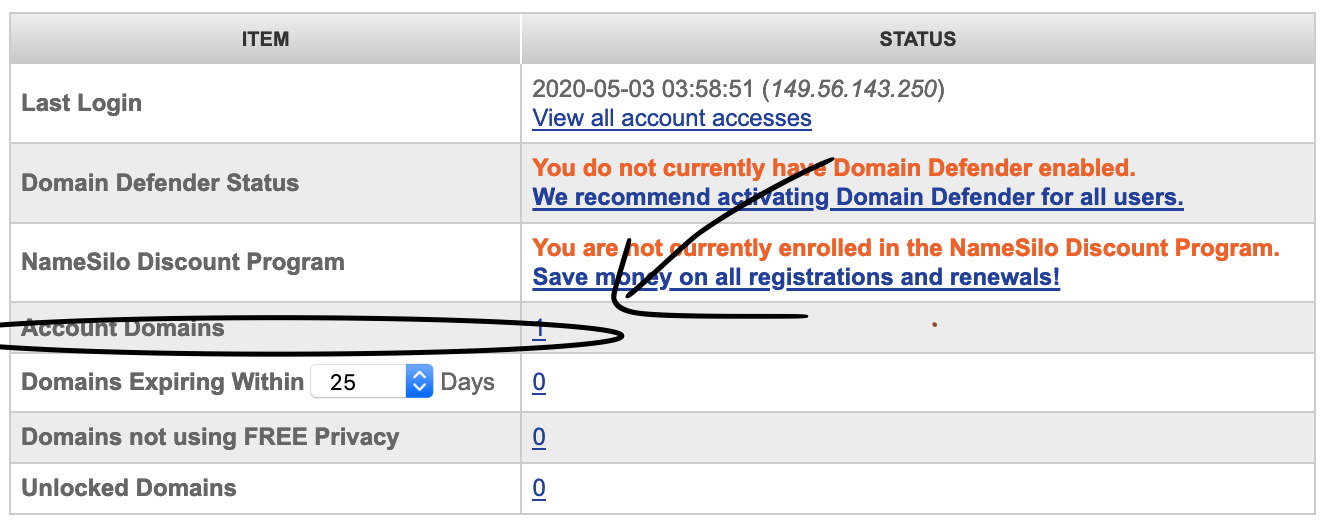 ITEM STATUS
Last Login 2020-05-03 03:58:51 (149.56.143.250)
View all account accesses
Domain Defender Status You do not currently have Domain Defender enabled.
We recommend activating Domain Defender for all users.
NameSilo Discount Program You are not currently enrolled in the NameSilo Discount Program.
Save money on all registrations and renewals!
Account Domains 1
Domains Expiring Within 25 Days 0
Domains not using FREE Privacy 0
Unlocked Domains 0